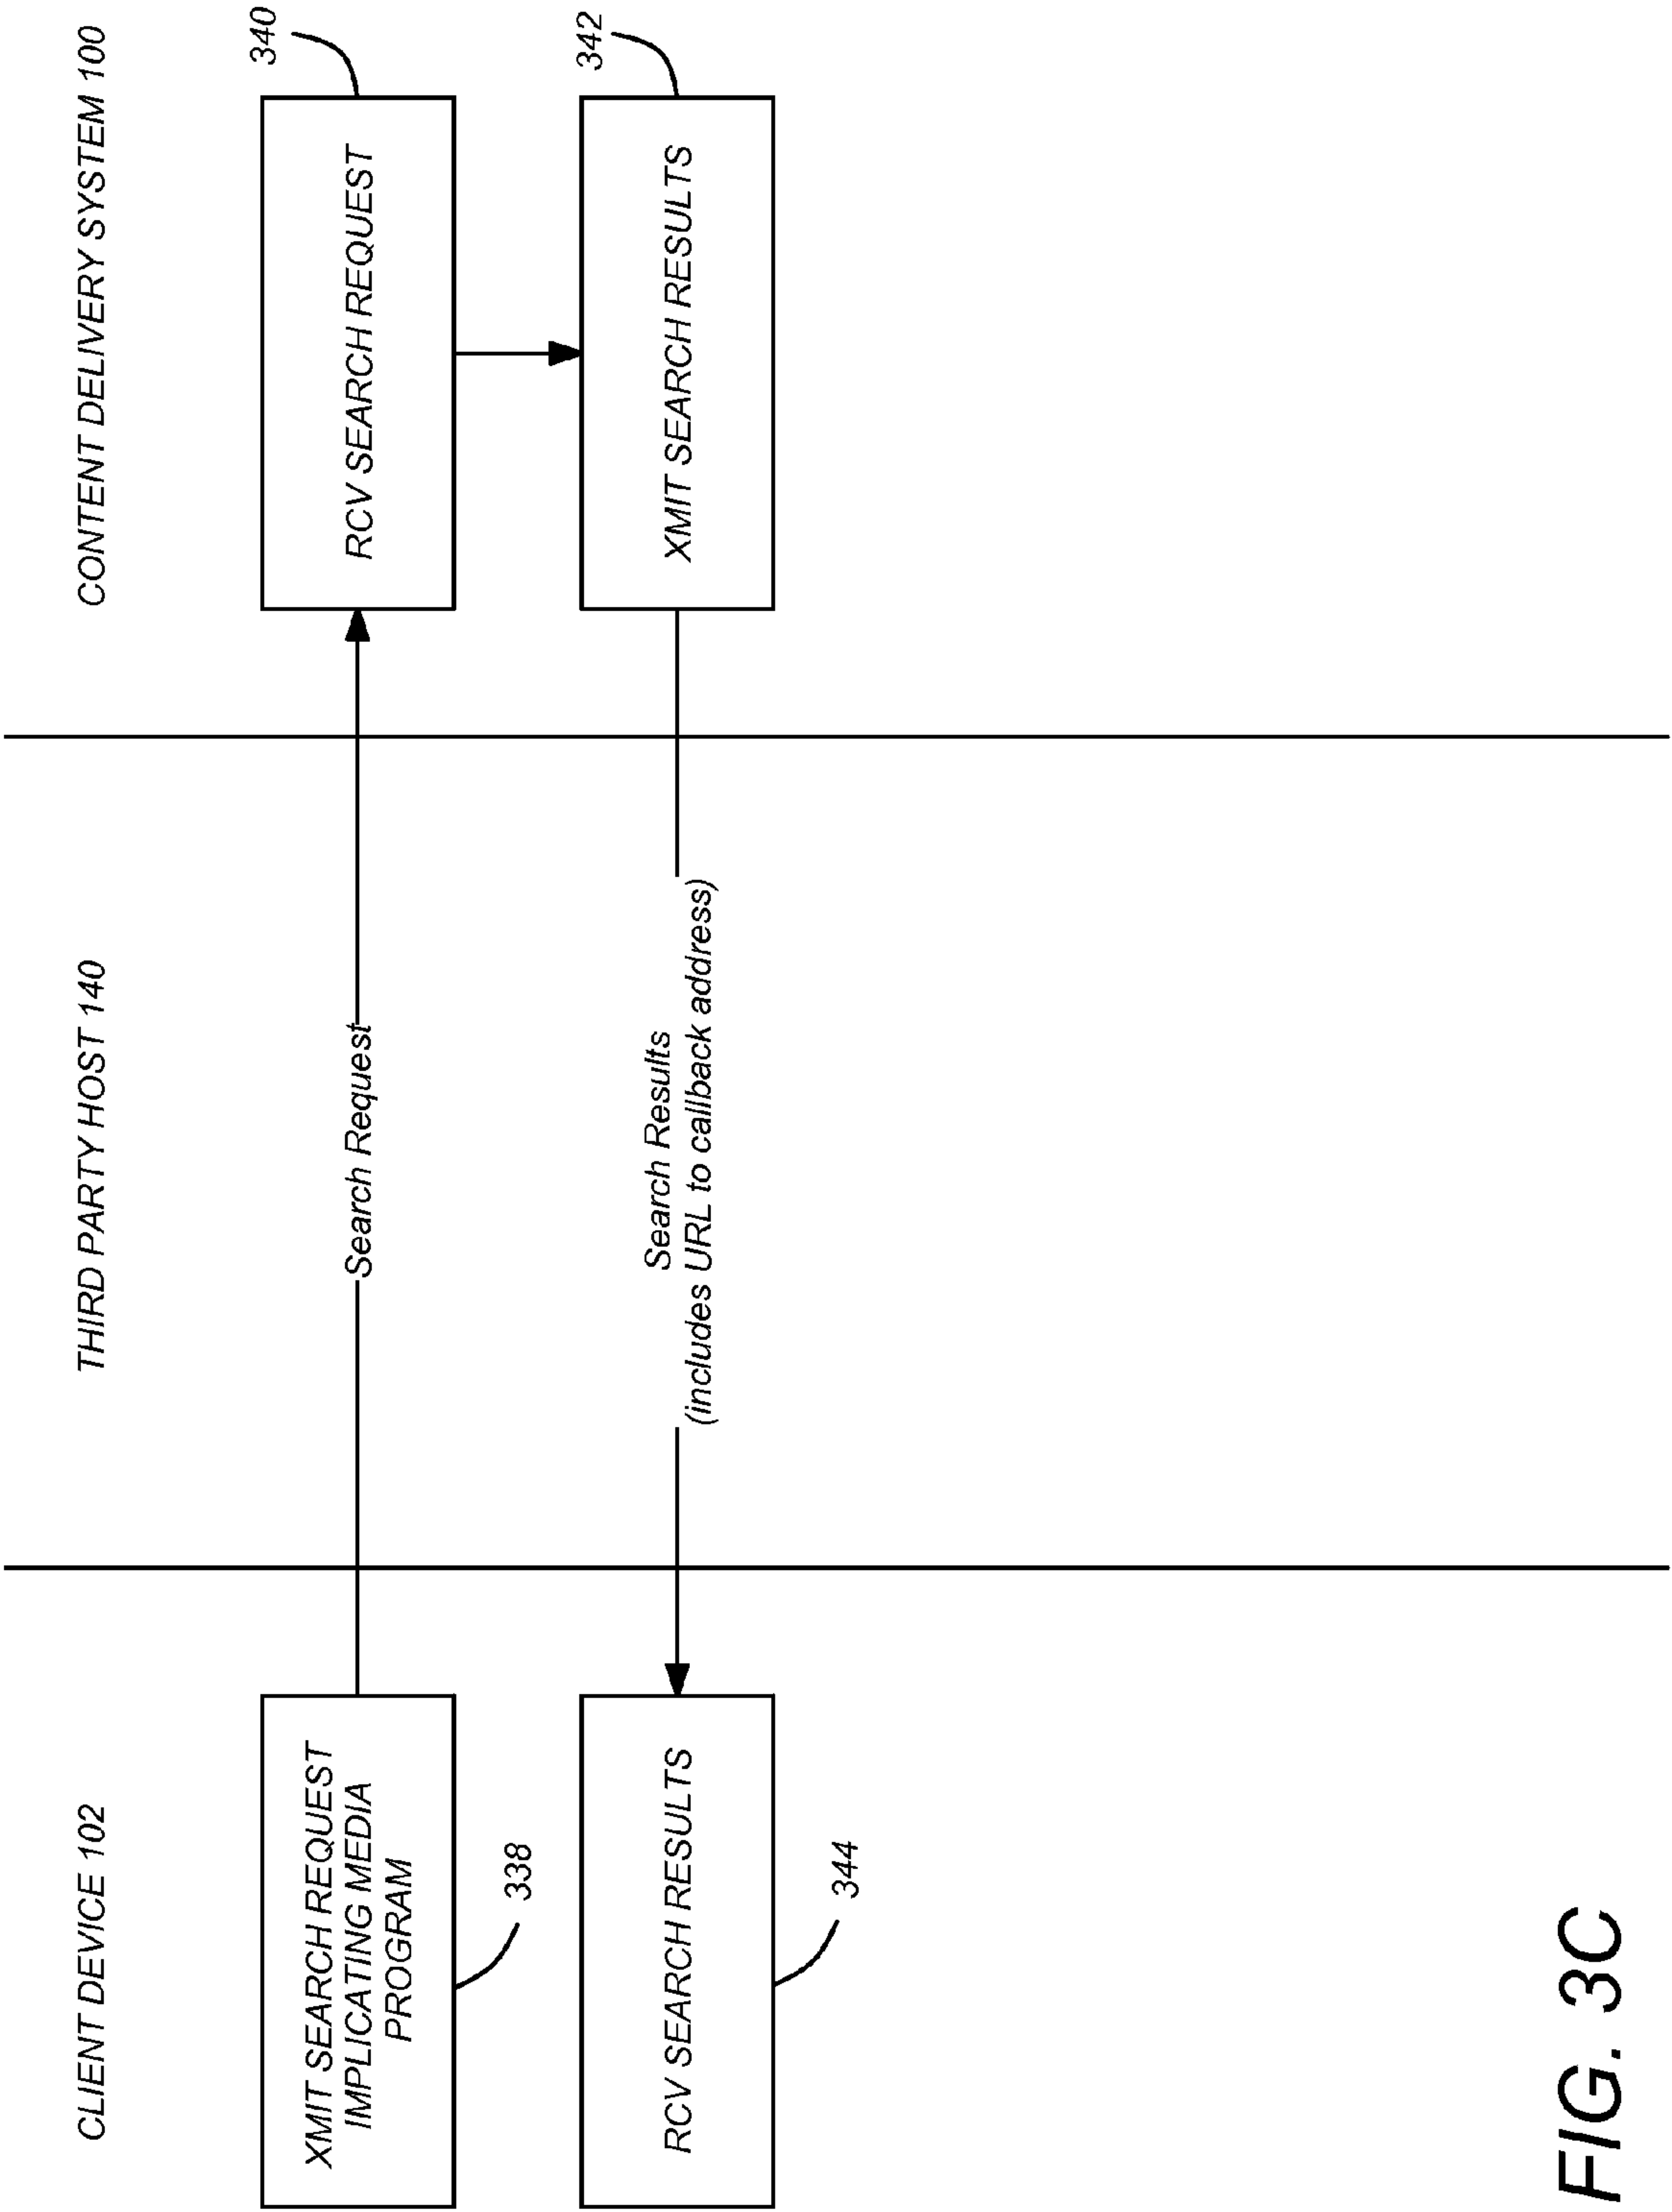 CLIENT DEVICE 102
THIRD PARTY HOST 140
CONTENT DELIVERY SYSTEM 100
XMIT SEARCH REQUEST
IMPLICATING MEDIA
PROGRAM
338
Search Request
RCV SEARCH REQUEST
340
RCV SEARCH RESULTS
344
Search Results
(includes URL to callback address)
XMIT SEARCH RESULTS
342
FIG. 3C